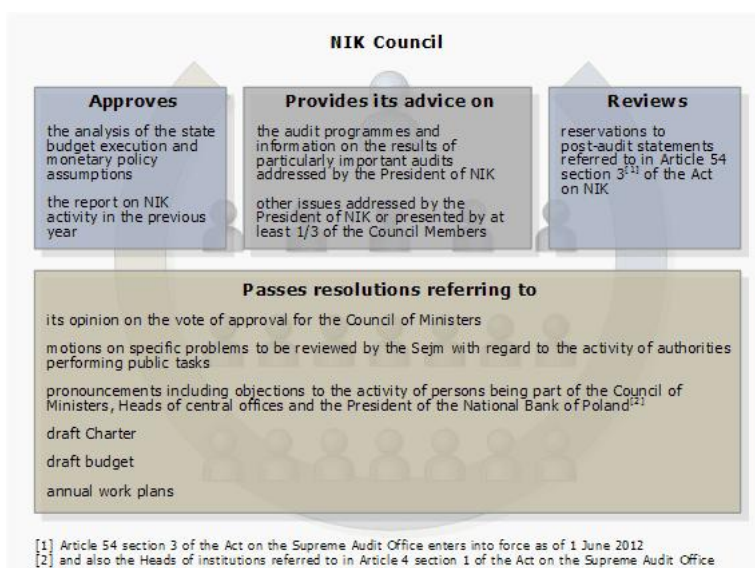 NIK Council
Approves
the analysis of the state
budget execution and
monetary policy
assumptions
the report on NIK
activity in the previous
year
Provides its advice on
the audit programmes and
information on the results of
particularly important audits
addressed by the President of NIK
other issues addressed by the
President of NIK or presented by at
least 1/3 of the Council Members
Reviews
reservations to
post-audit statements
referred to in Article 54
section 3[1] of the Act
on NIK
Passes resolutions referring to
its opinion on the vote of approval for the Council of Ministers
motions on specific problems to be reviewed by the Sejm with regard to the activity of authorities
performing public tasks
pronouncements including objections to the activity of persons being part of the Council of
Ministers, Heads of central offices and the President of the National Bank of Poland[2]
draft Charter
draft budget
annual work plans
[1] Article 54 section 3 of the Act on the Supreme Audit Office enters into force as of 1 June 2012
[2] and also the Heads of institutions referred to in Article 4 section 1 of the Act on the Supreme Audit Office